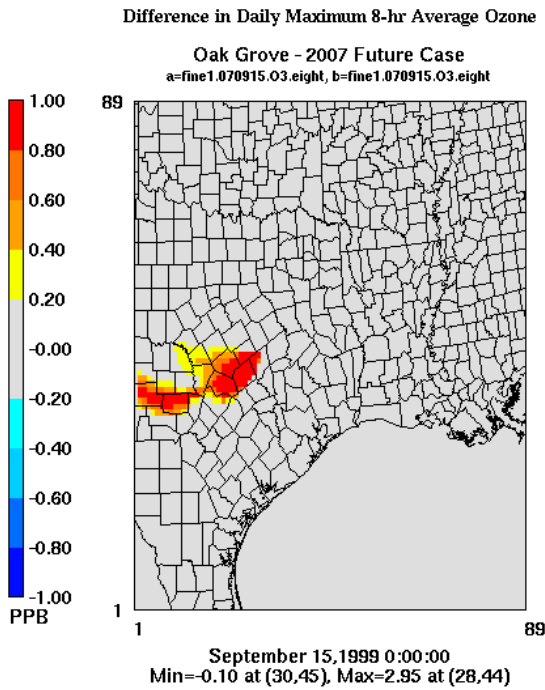 Difference in Daily Maximum 8-hr Average Ozone
Oak Grove - 2007 Future Case
a=fine1.070915.O3.eight, b=fine1.070915.O3.eight
1.00
0.80
0.60
0.40
0.20
-0.00
-0.20
-0.40
-0.60
-0.80
-1.00
PPB
89
1
1
89
September 15,1999 0:00:00
Min=-0.10 at (30,45), Max=2.95 at (28,44)